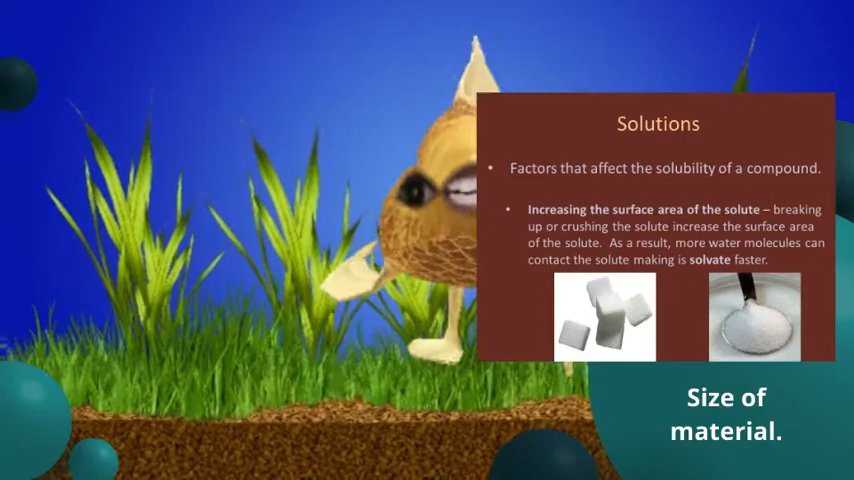 Solutions
• Factors that affect the solubility of a compound.
• Increasing the surface area of the solute – breaking
up or crushing the solute increase the surface area
of the solute. As a result, more water molecules can
contact the solute making is solvate faster.
Size of
material.